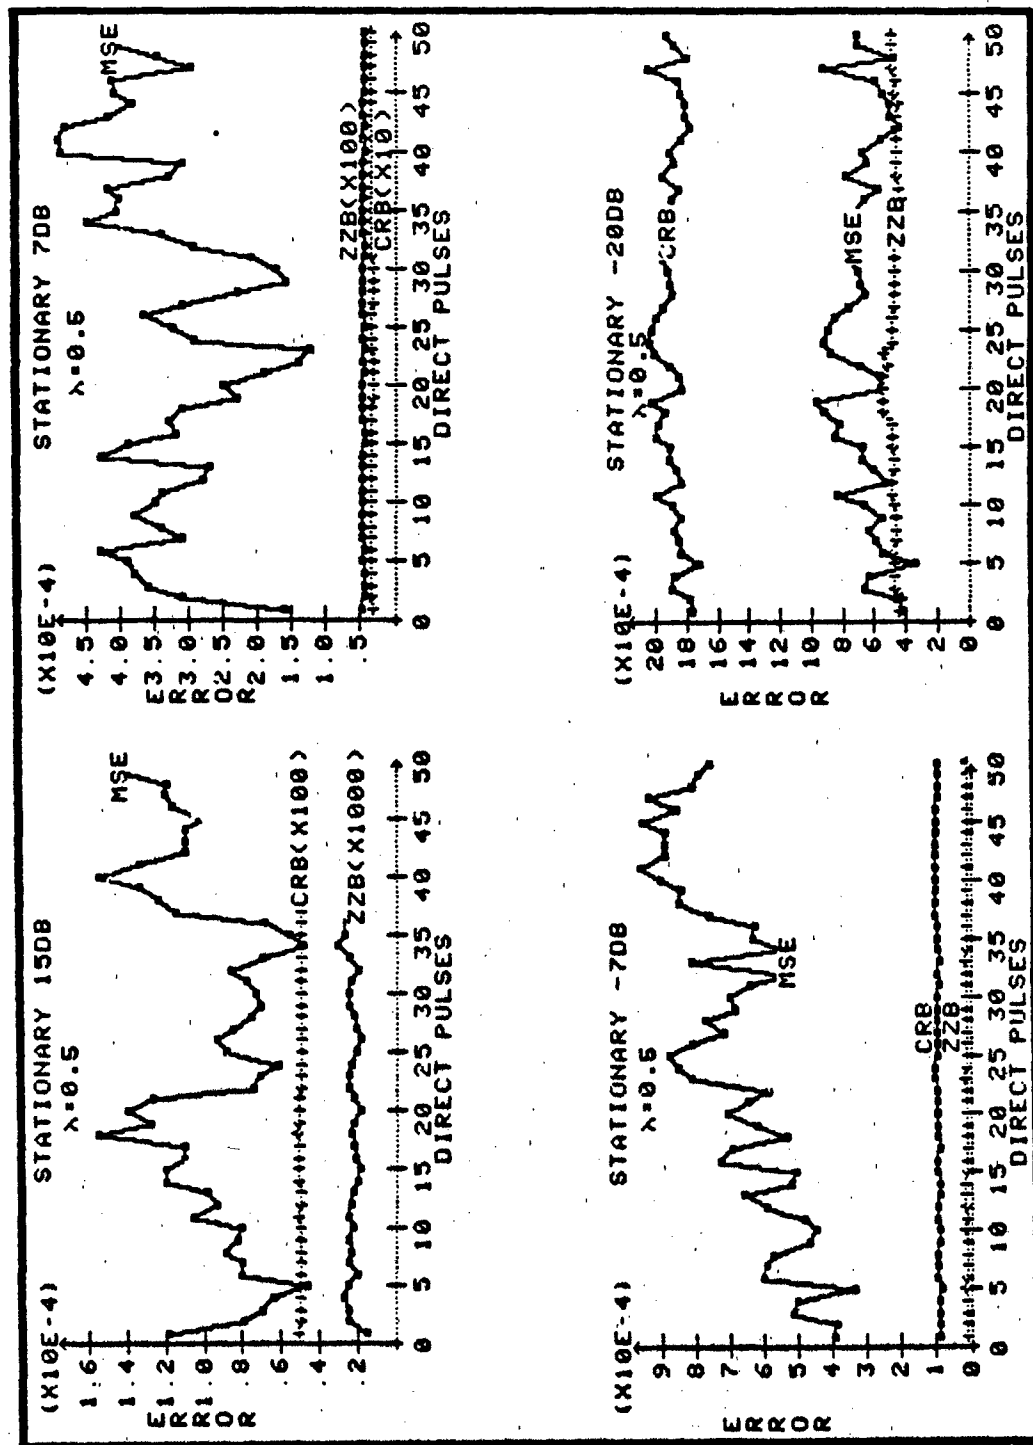 STATIONARY 15DB
(X10E-4)
λ=0.5
1.6
1.4
1.2
1.0
.8
.6
.4
ERROR
MSE
CRB(X100)
ZZB(X1000)
0 5 10 15 20 25 30 35 40 45 50
DIRECT PULSES
STATIONARY 7DB
(X10E-4)
λ=0.5
4.5
4.0
3.5
3.0
2.5
2.0
1.5
1.0
.5
ERROR
MSE
ZZB(X100)
CRB(X10)
0 5 10 15 20 25 30 35 40 45 50
DIRECT PULSES
STATIONARY -7DB
(X10E-4)
λ=0.5
9
8
7
6
5
4
3
2
1
0
ERROR
MSE
CRB
ZZB
0 5 10 15 20 25 30 35 40 45 50
DIRECT PULSES
STATIONARY -20DB
(X10E-4)
λ=0.5
20
18
16
14
12
10
8
6
4
2
0
ERROR
CRB
MSE
ZZB
0 5 10 15 20 25 30 35 40 45 50
DIRECT PULSES